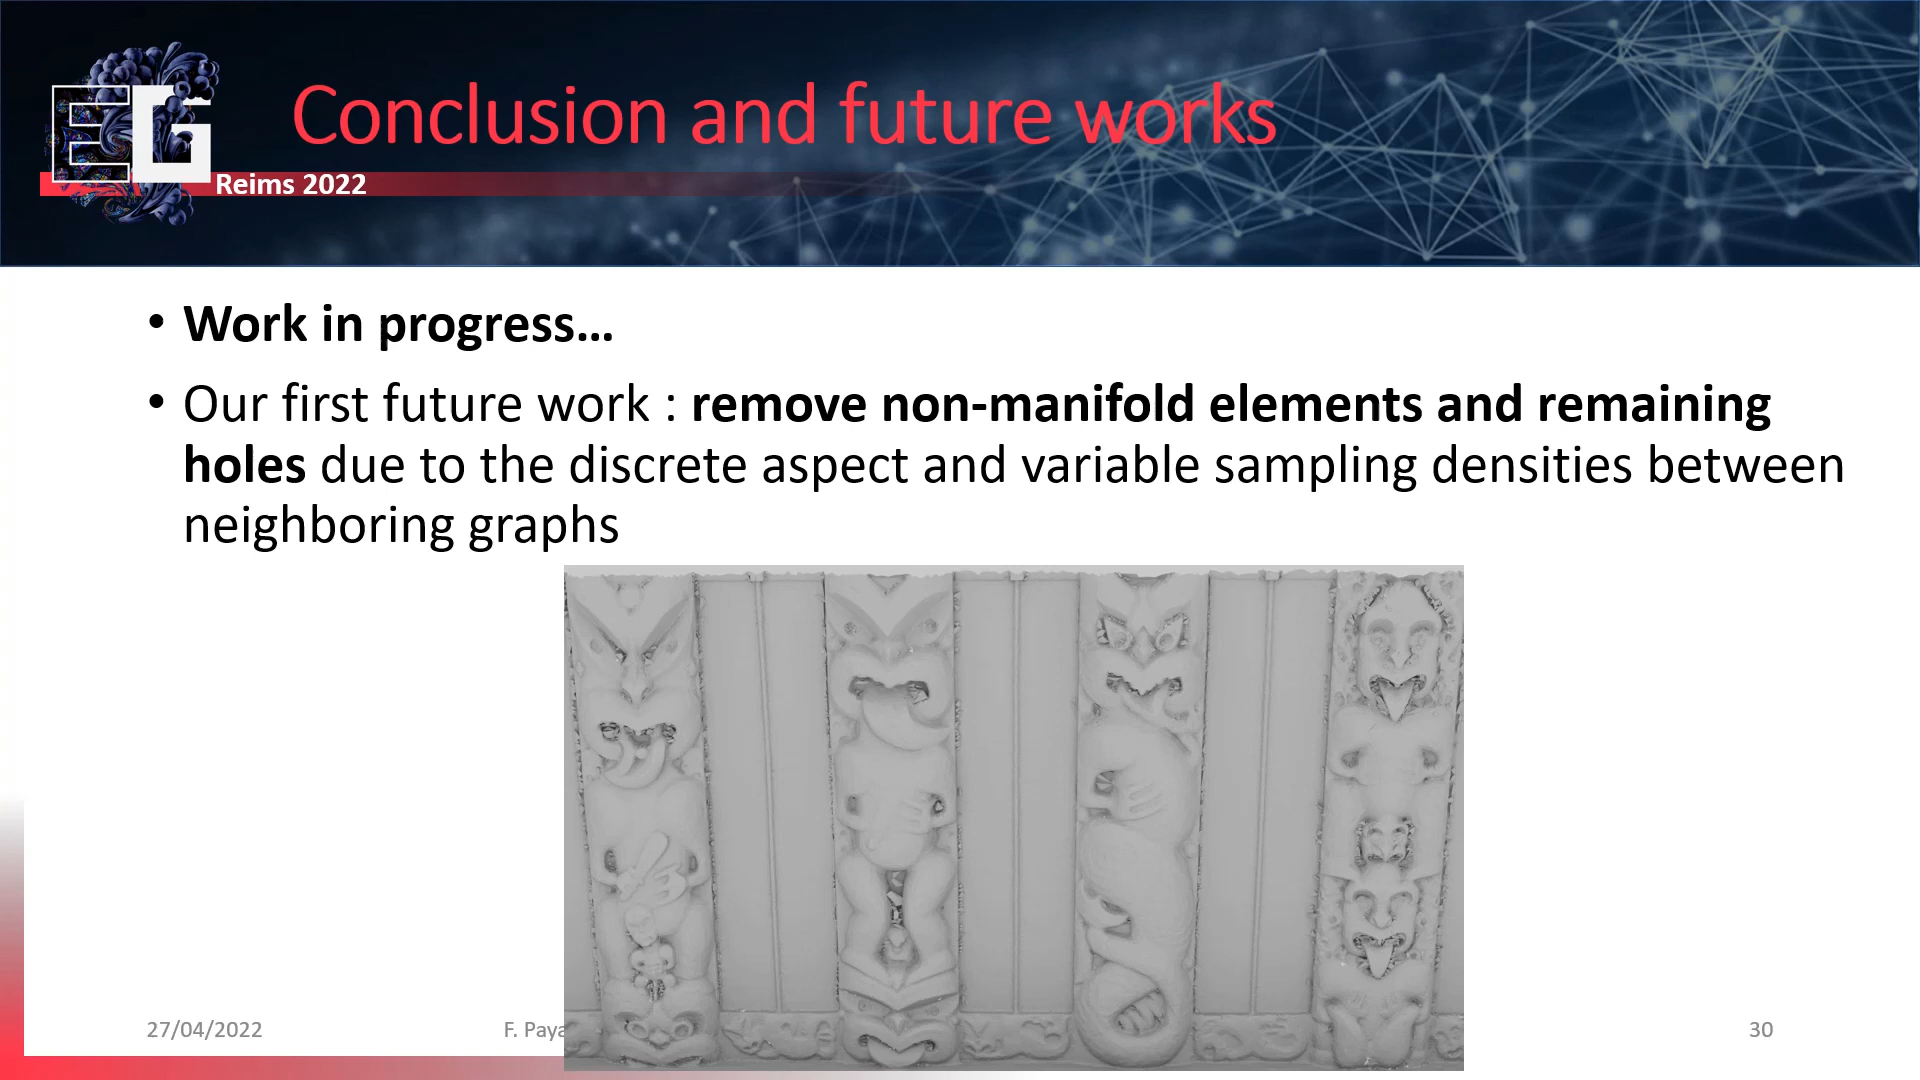 EG
Conclusion and future works
Reims 2022
• Work in progress...
• Our first future work : remove non-manifold elements and remaining
holes due to the discrete aspect and variable sampling densities between
neighboring graphs
27/04/2022
F.
30